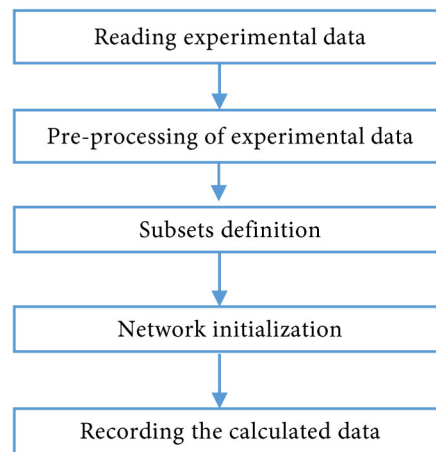 Reading experimental data
Pre-processing of experimental data
Subsets definition
Network initialization
Recording the calculated data